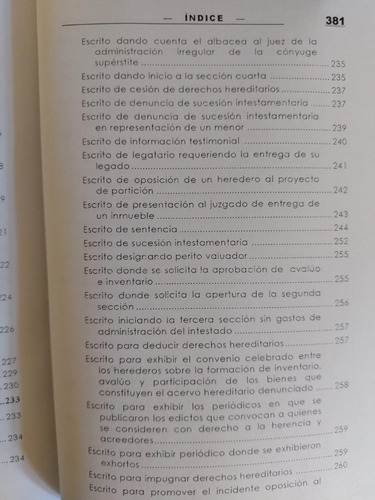 — ÍNDICE — 381
Escrito dando cuenta el albacea al juez de la
administración irregular de la cónyuge
supérstite 235
Escrito dando inicio a la sección cuarta 235
Escrito de cesión de derechos hereditarios 237
Escrito de denuncia de sucesión intestamentaria 237
Escrito de denuncia de sucesión intestamentaria
en representación de un menor 239
Escrito de información testimonial 240
Escrito de legatario requeriendo la entrega de su
legado 241
Escrito de oposición de un heredero al proyecto
de partición 242
Escrito de presentación al juzgado de entrega de
un inmueble 243
Escrito de sentencia 244
Escrito de sucesión intestamentaria 252
Escrito designando perito valuador 255
Escrito donde se solicita la aprobación de avalúo
e inventario 255
Escrito donde solicita la apertura de la segunda
sección 256
Escrito iniciando la tercera sección sin gastos de
administración del intestado 257
Escrito para deducir derechos hereditarios 257
Escrito para exhibir el convenio celebrado entre
los herederos sobre la formación de inventario,
avalúo y participación de los bienes que
constituyen el acervo hereditario denunciado 258
Escrito para exhibir los periódicos en que se
publicaron los edictos que convocan a quienes
se consideren con derecho a la herencia y
acreedores 259
Escrito para exhibir periódico donde se exhibieron
exhortos 259
Escrito para impugnar derechos hereditarios 260
Escrito para promover el incidente oposición al
226
227
229
230
233
234
234